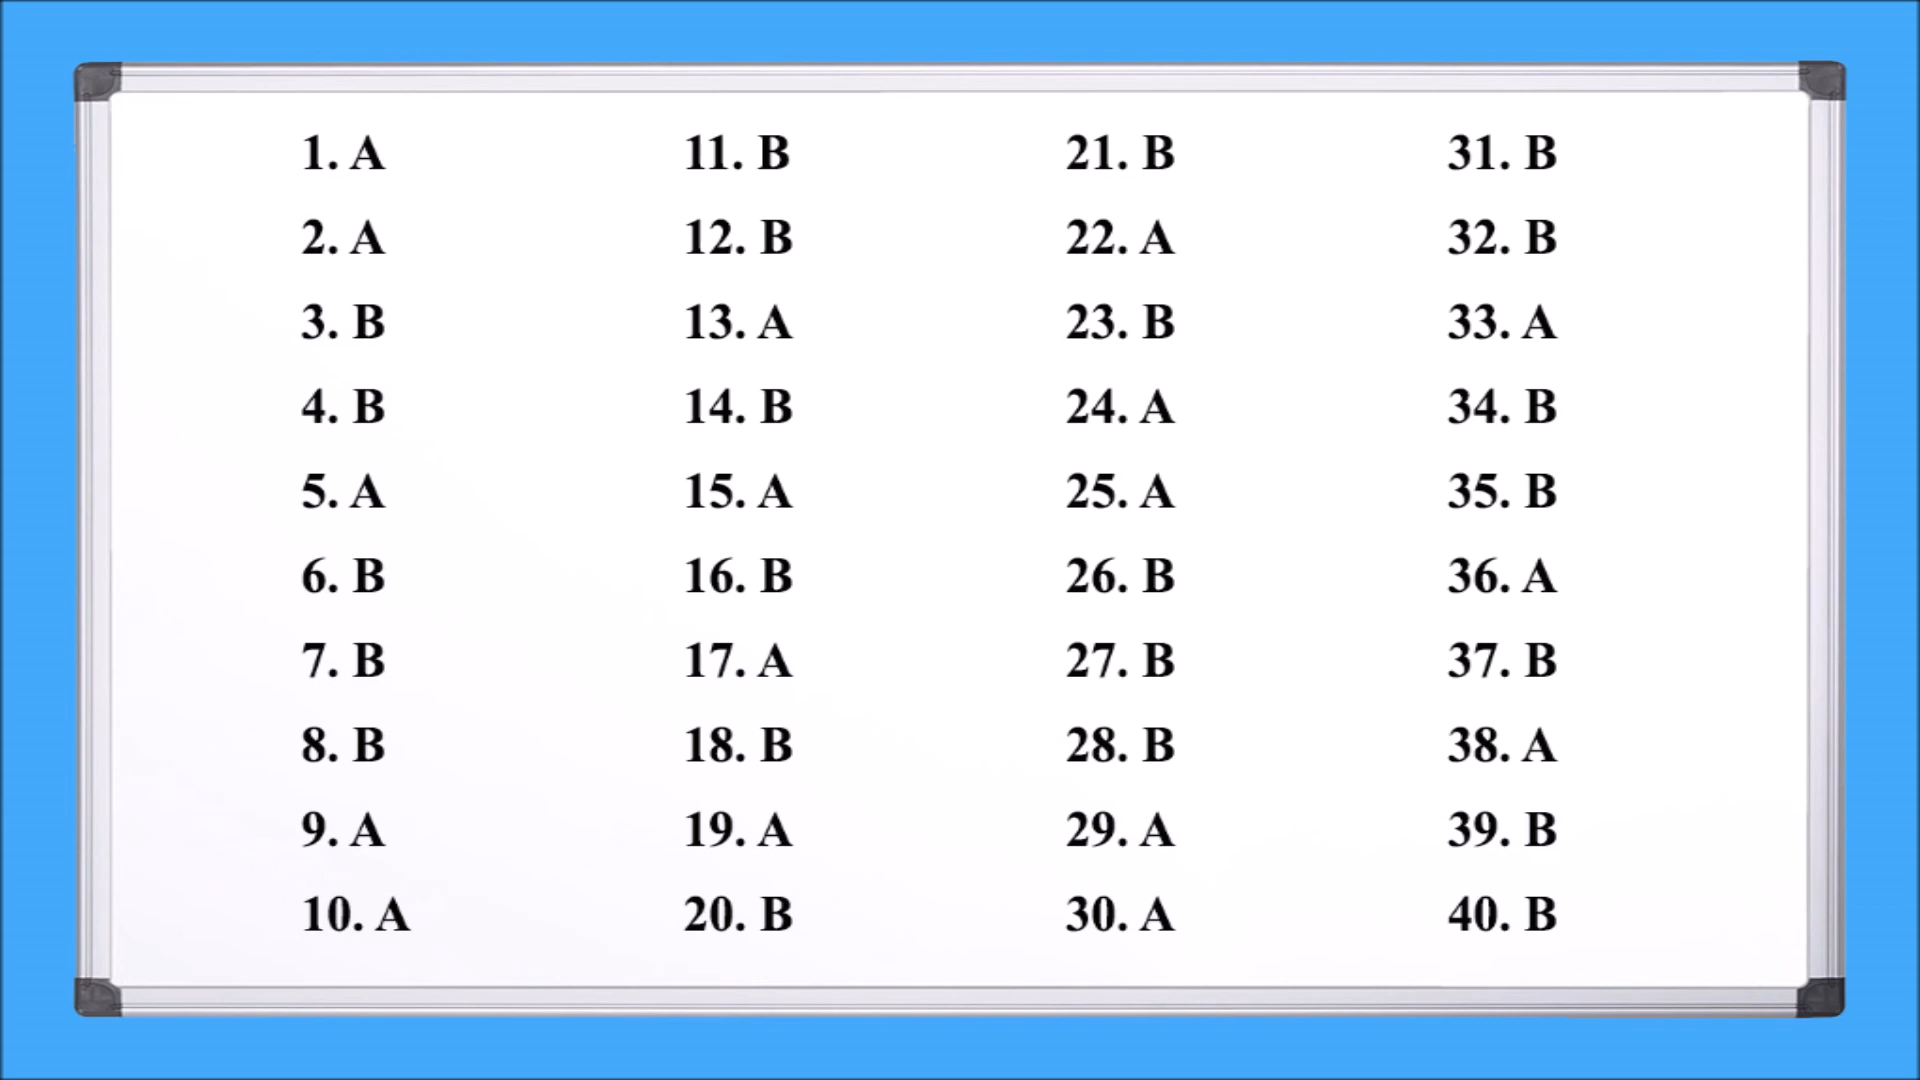 1. A
2. A
3. B
4. B
5. A
6. B
7. B
8. B
9. A
10. A
11. B
12. B
13. A
14. B
15. A
16. B
17. A
18. B
19. A
20. B
21. B
22. A
23. B
24. A
25. A
26. B
27. B
28. B
29. A
30. A
31. B
32. B
33. A
34. B
35. B
36. A
37. B
38. A
39. B
40. B